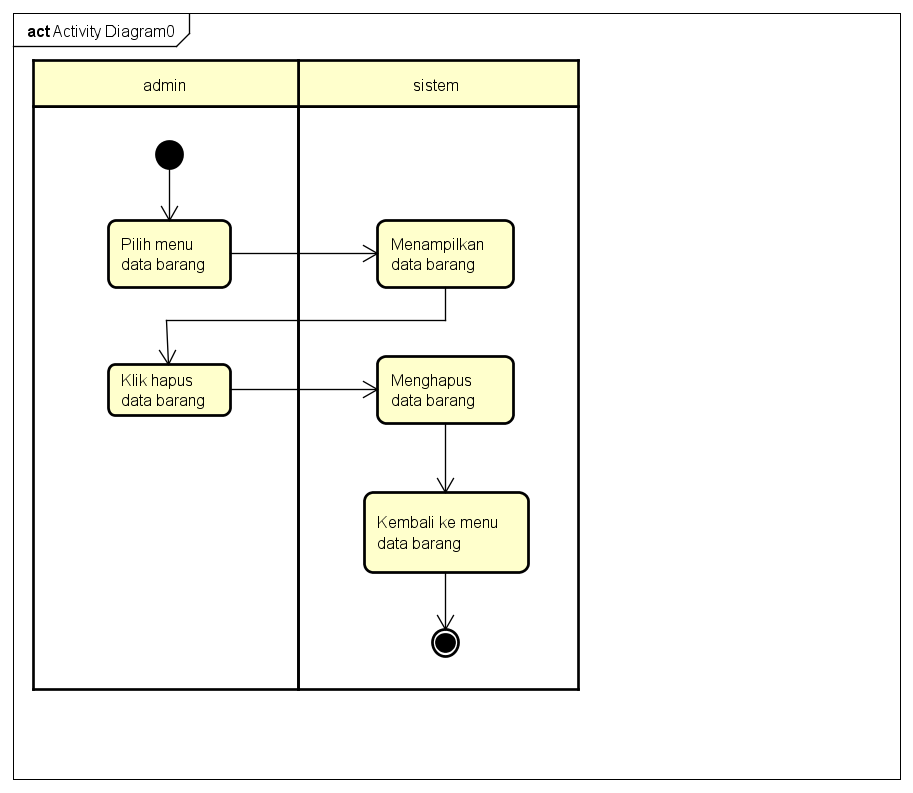 act Activity Diagram0
admin
sistem
Pilih menu
data barang
Menampilkan
data barang
Klik hapus
data barang
Menghapus
data barang
Kembali ke menu
data barang